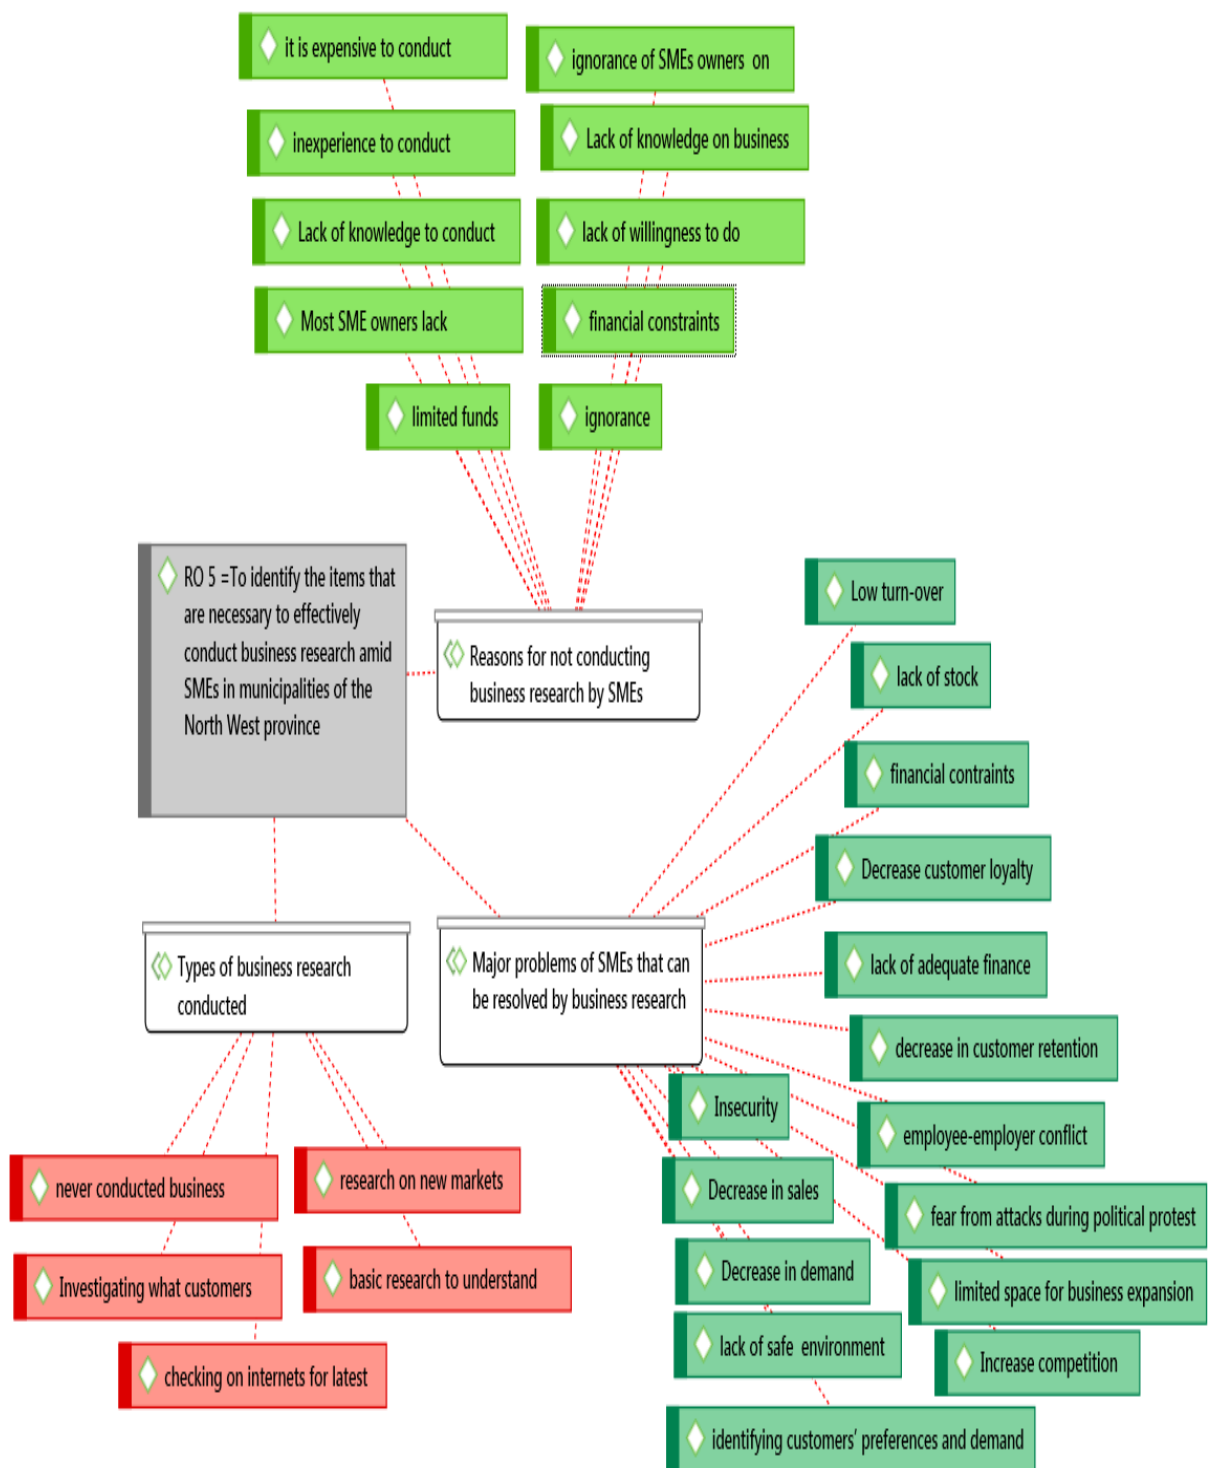 it is expensive to conduct
ignorance of SMEs owners on
inexperience to conduct
Lack of knowledge on business
Lack of knowledge to conduct
lack of willingness to do
Most SME owners lack
financial constraints
limited funds
ignorance
RO 5 =To identify the items that
are necessary to effectively
conduct business research amid
SMEs in municipalities of the
North West province
Reasons for not conducting
business research by SMEs
Low turn-over
lack of stock
financial contraints
Decrease customer loyalty
Types of business research
conducted
Major problems of SMEs that can
be resolved by business research
lack of adequate finance
decrease in customer retention
Insecurity
employee-employer conflict
never conducted business
research on new markets
Decrease in sales
fear from attacks during political protest
Investigating what customers
basic research to understand
Decrease in demand
limited space for business expansion
checking on internets for latest
lack of safe environment
Increase competition
identifying customers' preferences and demand